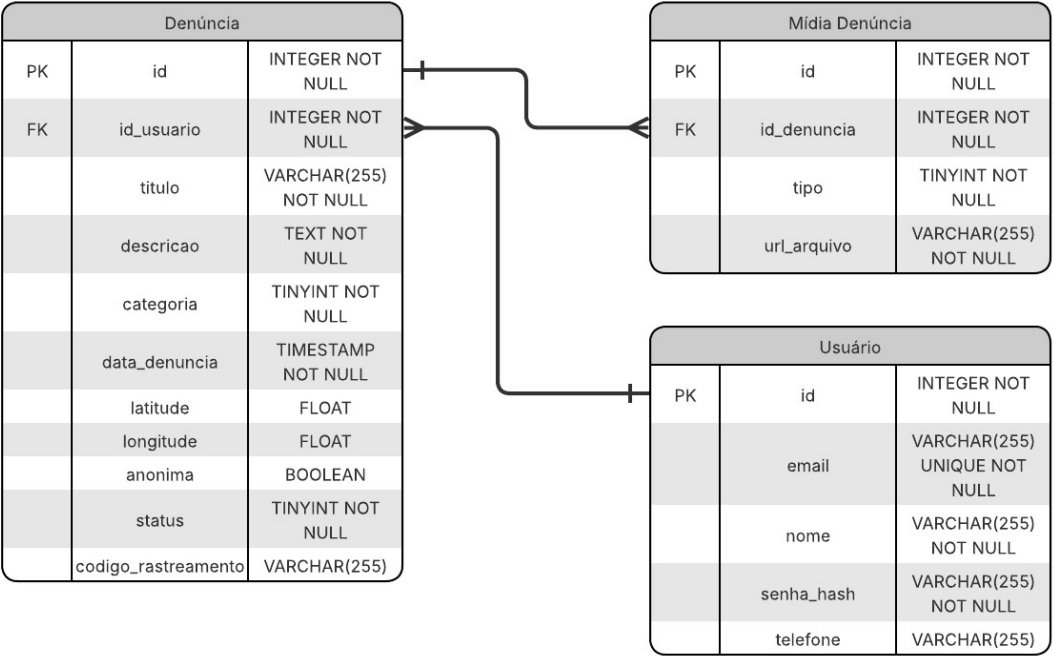 Denúncia
PK id INTEGER NOT
NULL
FK id_usuario INTEGER NOT
NULL
titulo VARCHAR(255)
NOT NULL
descricao TEXT NOT
NULL
categoria TINYINT NOT
NULL
data_denuncia TIMESTAMP
NOT NULL
latitude FLOAT
longitude FLOAT
anonima BOOLEAN
status TINYINT NOT
NULL
codigo_rastreamento VARCHAR(255)
Mídia Denúncia
PK id INTEGER NOT
NULL
FK id_denuncia INTEGER NOT
NULL
tipo TINYINT NOT
NULL
url_arquivo VARCHAR(255)
NOT NULL
Usuário
PK id INTEGER NOT
NULL
email VARCHAR(255)
UNIQUE NOT
NULL
nome VARCHAR(255)
NOT NULL
senha_hash VARCHAR(255)
NOT NULL
telefone VARCHAR(255)